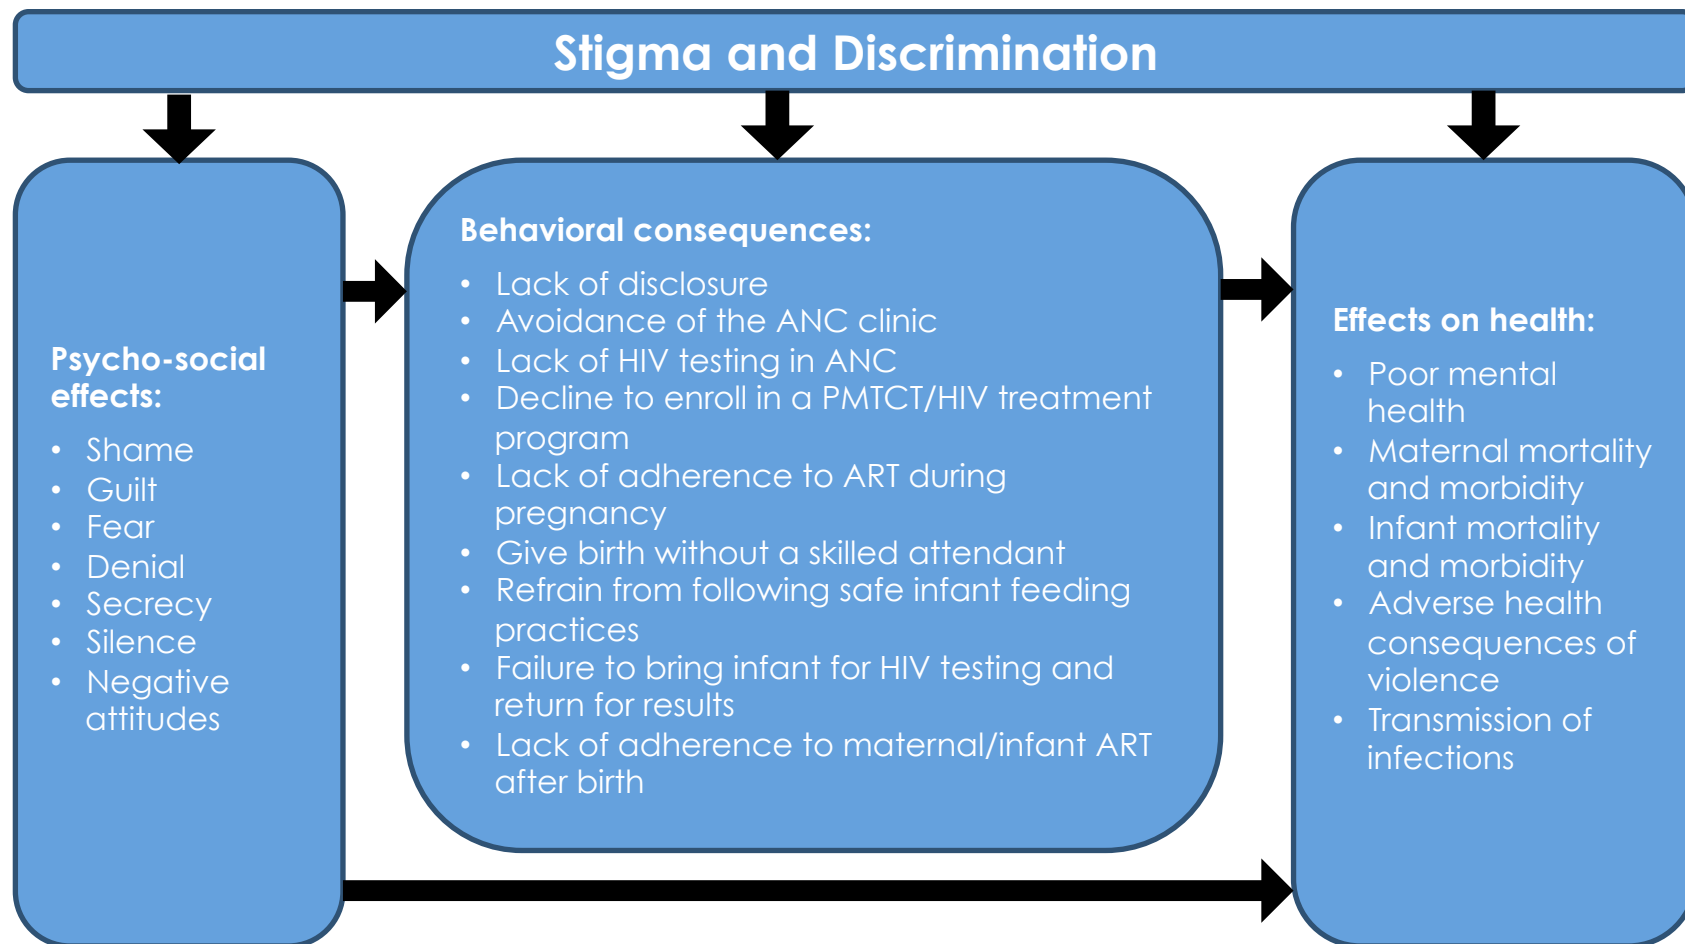 Stigma and Discrimination
Psycho-social
effects:
• Shame
• Guilt
• Fear
• Denial
• Secrecy
• Silence
• Negative
attitudes
Behavioral consequences:
• Lack of disclosure
• Avoidance of the ANC clinic
• Lack of HIV testing in ANC
• Decline to enroll in a PMTCT/HIV treatment
program
• Lack of adherence to ART during
pregnancy
• Give birth without a skilled attendant
• Refrain from following safe infant feeding
practices
• Failure to bring infant for HIV testing and
return for results
• Lack of adherence to maternal/infant ART
after birth
Effects on health:
• Poor mental
health
• Maternal mortality
and morbidity
• Infant mortality
and morbidity
• Adverse health
consequences of
violence
• Transmission of
infections